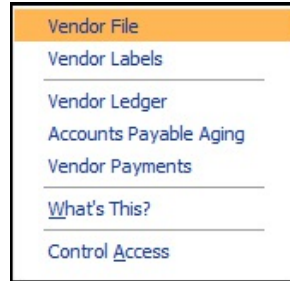 Vendor File
Vendor Labels
Vendor Ledger
Accounts Payable Aging
Vendor Payments
What's This?
Control Access